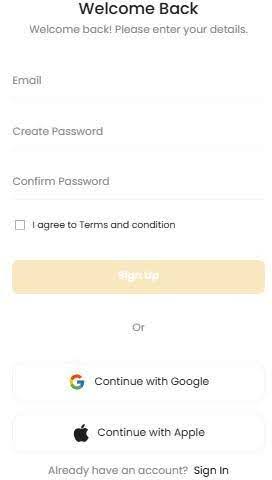 Welcome Back
Welcome back! Please enter your details.
Email
Create Password
Confirm Password
I agree to Terms and condition
Sign Up
Or
Continue with Google
Continue with Apple
Already have an account? Sign In